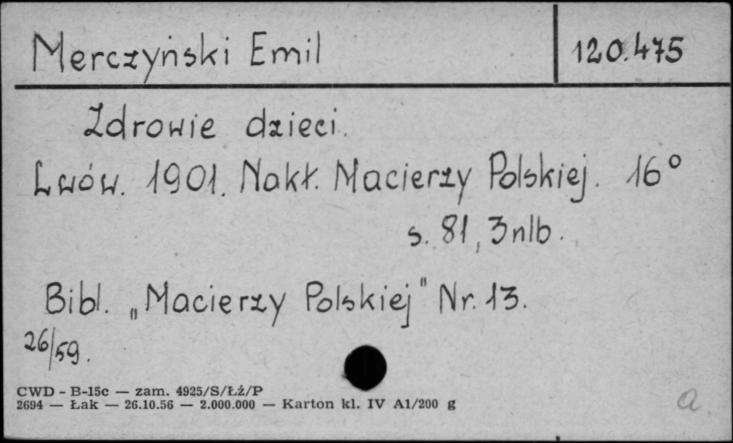 Merczyński Emil
120.475
Zdrowie dzieci.
Lwów. 1901. Nakł. Macierzy Polskiej. 16°
s. 81, 3nlb.
Bibl. „Macierzy Polskiej" Nr. 13.
26/59.
CWD - B-15c — zam. 4925/S/Łź/P
2694 — Łak — 26.10.56 — 2.000.000 — Karton kl. IV A1/200 g
a